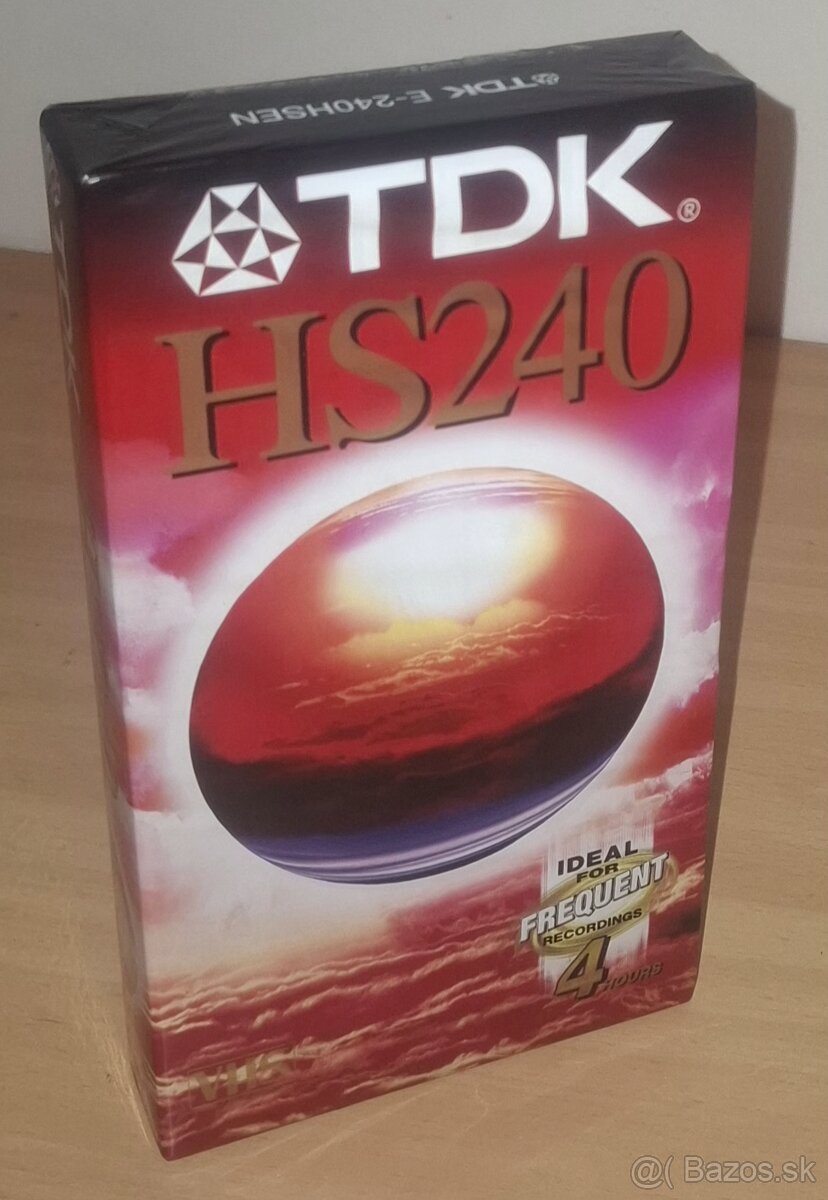 TDK E-240HSEN
TDK®
HS240
IDEAL
FOR
FREQUENT
RECORDINGS
4 HOURS
VHS
@( Bazos.sk